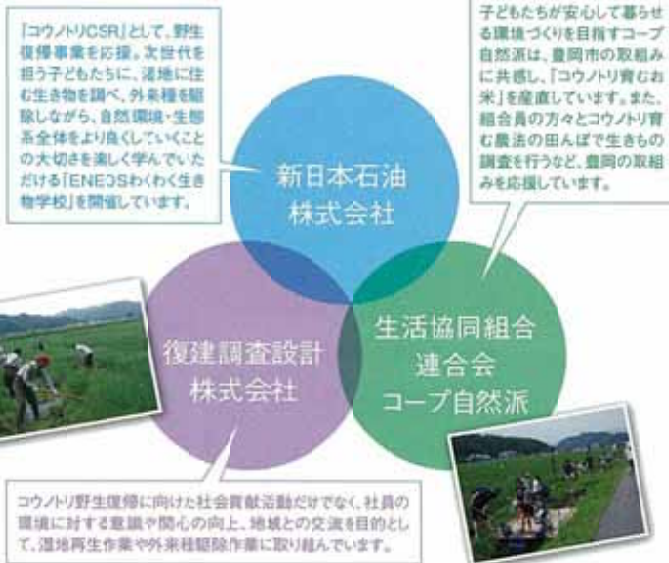 「コウノトリCSR」として、野生
復帰事業を応援。次世代を
担う子どもたちに、湿地に住
む生き物を調べ、外来種を駆
除しながら、自然環境・生態
系全体をより良くしていくこと
の大切さを楽しく学んでいた
だける「ENEOSわくわく生き
物学校」を開催しています。
子どもたちが安心して暮らせ
る環境づくりを目指すコープ
自然派は、豊岡市の取組み
に共感し、「コウノトリ育むお
米」を産直しています。また、
組合員の方々とコウノトリ育
む農法の田んぼで生きもの
調査を行うなど、豊岡の取組
みを応援しています。
新日本石油
株式会社
復建調査設計
株式会社
生活協同組合
連合会
コープ自然派
コウノトリ野生復帰に向けた社会貢献活動だけでなく、社員の
環境に対する意識や関心の向上、地域との交流を目的とし
て、湿地再生作業や外来種駆除作業に取り組んでいます。